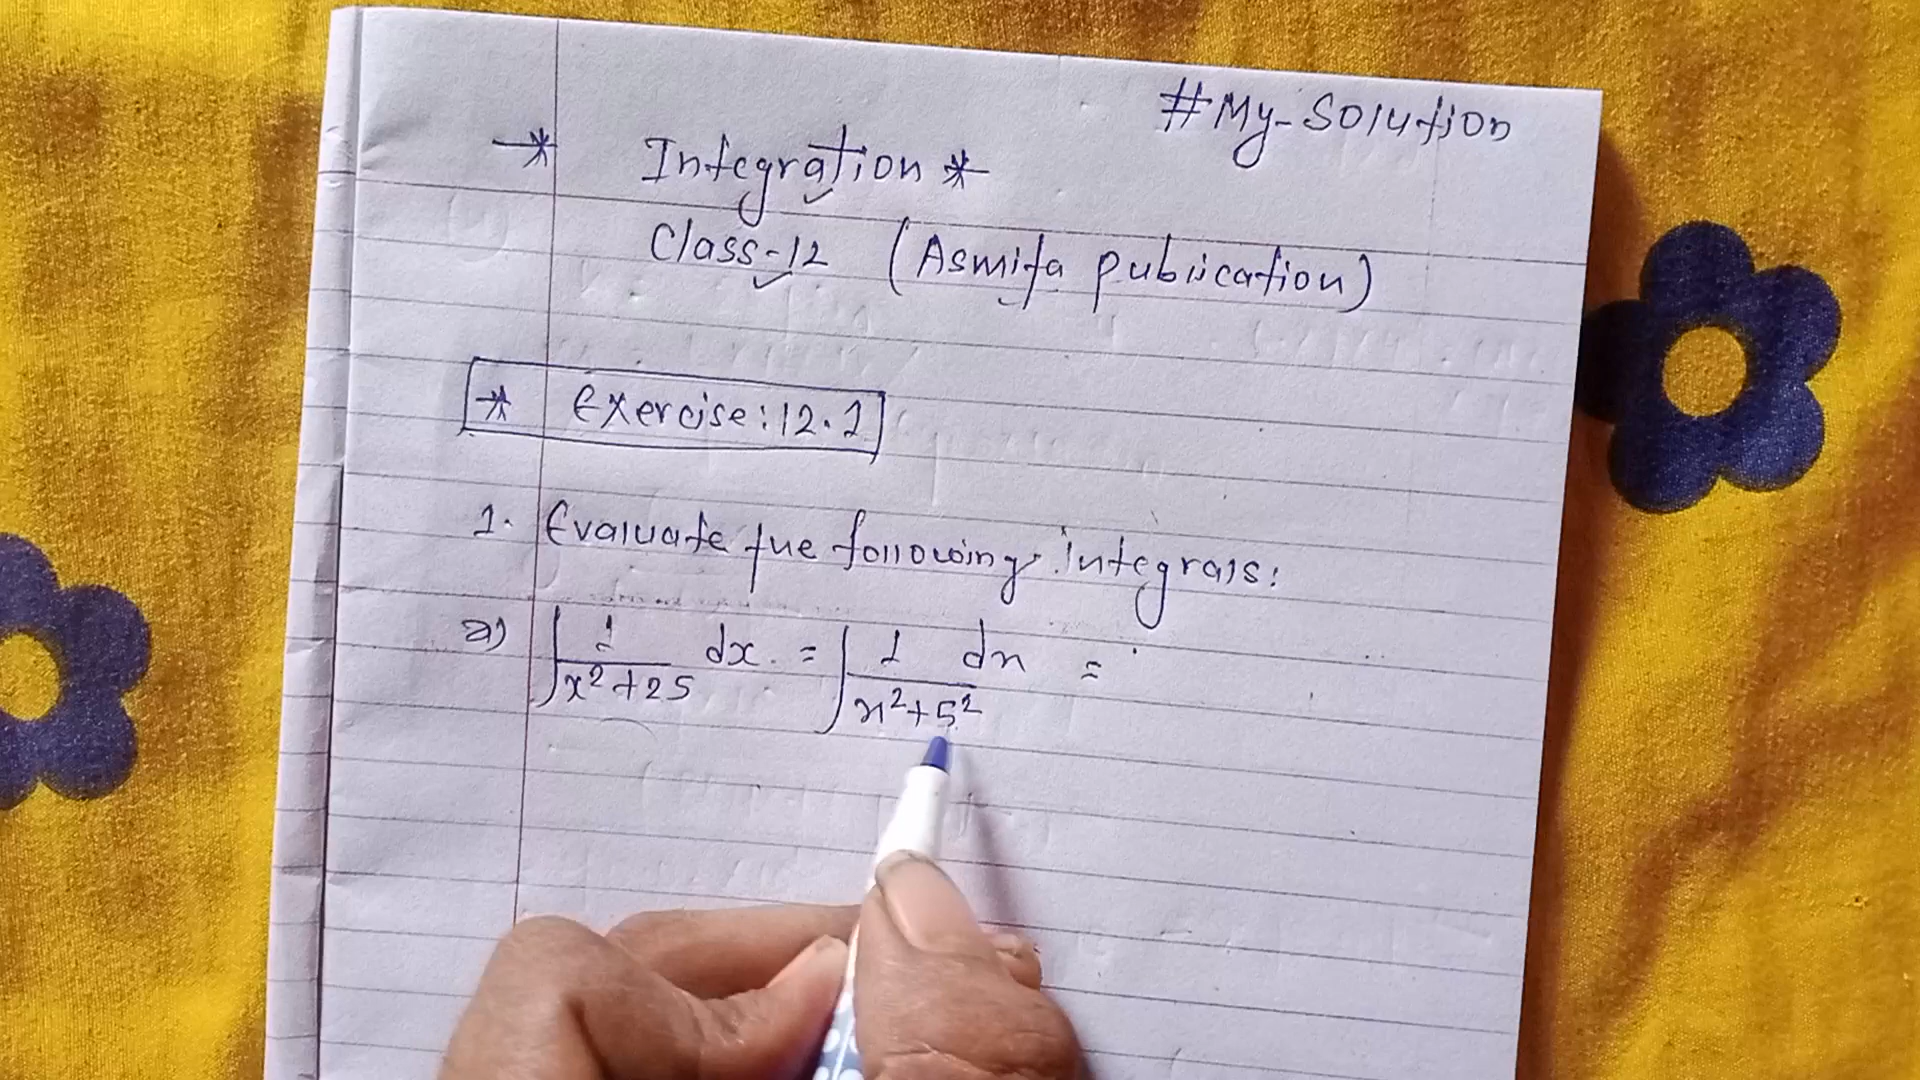 #My-Solution
* Integration *
Class-12 (Asmita publication)
* Exercise: 12.1
1. Evaluate the following integrals:
a) ∫ 1/(x²+25) dx. = ∫ 1/(x²+5²) dx =